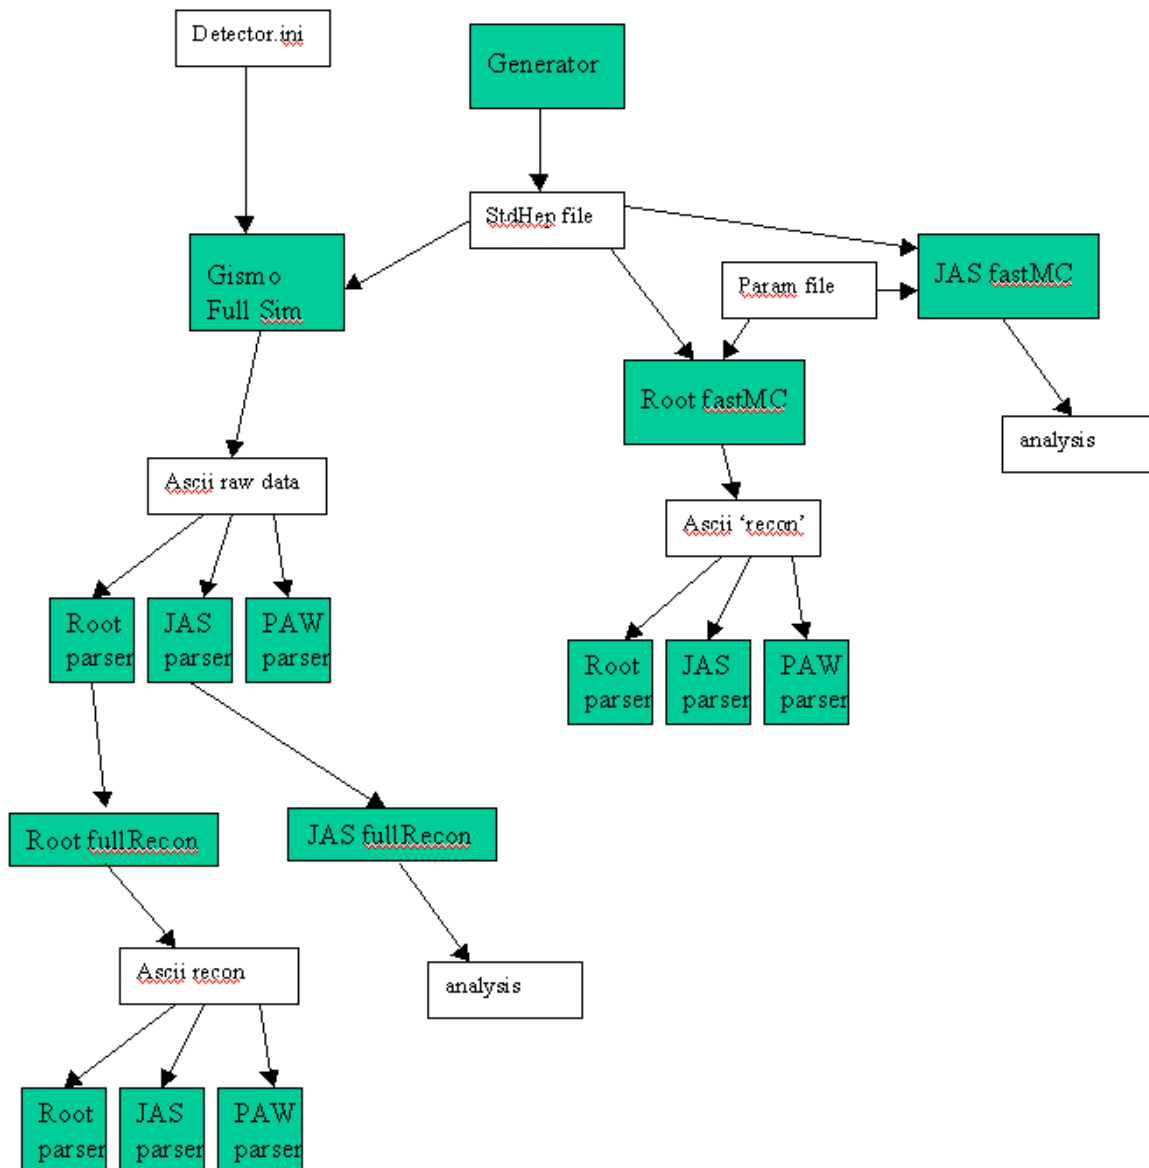 Detector.ini
Generator
StdHep file
Gismo
Full Sim
Param file
JAS fastMC
Root fastMC
analysis
Ascii raw data
Ascii ‘recon’
Root
parser
JAS
parser
PAW
parser
Root
parser
JAS
parser
PAW
parser
Root fullRecon
JAS fullRecon
Ascii recon
analysis
Root
parser
JAS
parser
PAW
parser